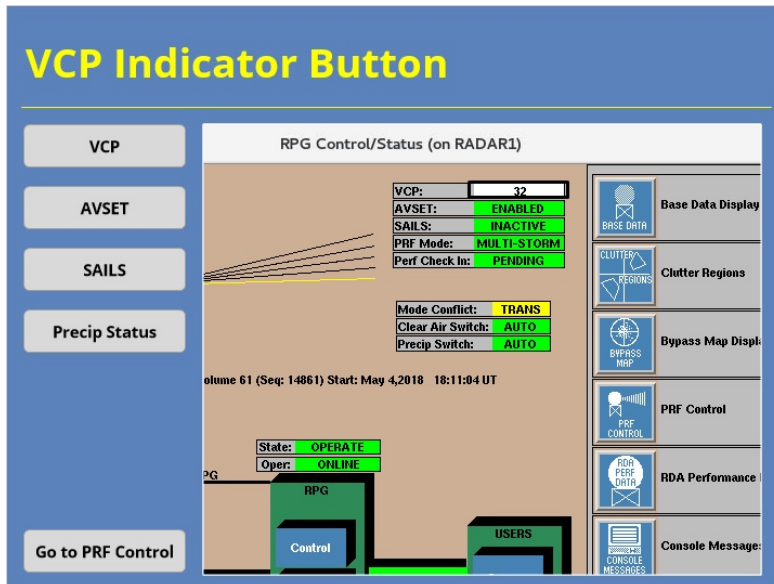 VCP Indicator Button
VCP
AVSET
SAILS
Precip Status
Go to PRF Control
RPG Control/Status (on RADAR1)
VCP: 32
AVSET: ENABLED
SAILS: INACTIVE
PRF Mode: MULTI-STORM
Perf Check In: PENDING
Mode Conflict: TRANS
Clear Air Switch: AUTO
Precip Switch: AUTO
olume 61 (Seq: 14861) Start: May 4,2018 18:11:04 UT
State: OPERATE
Oper: ONLINE
PG
RPG
Control
USERS
BASE DATA
Base Data Display
CLUTTER
REGIONS
Clutter Regions
BYPASS
MAP
Bypass Map Displ
PRF
CONTROL
PRF Control
RDA
PERF
DATA
RDA Performance
CONSOLE
MESSAGES
Console Message